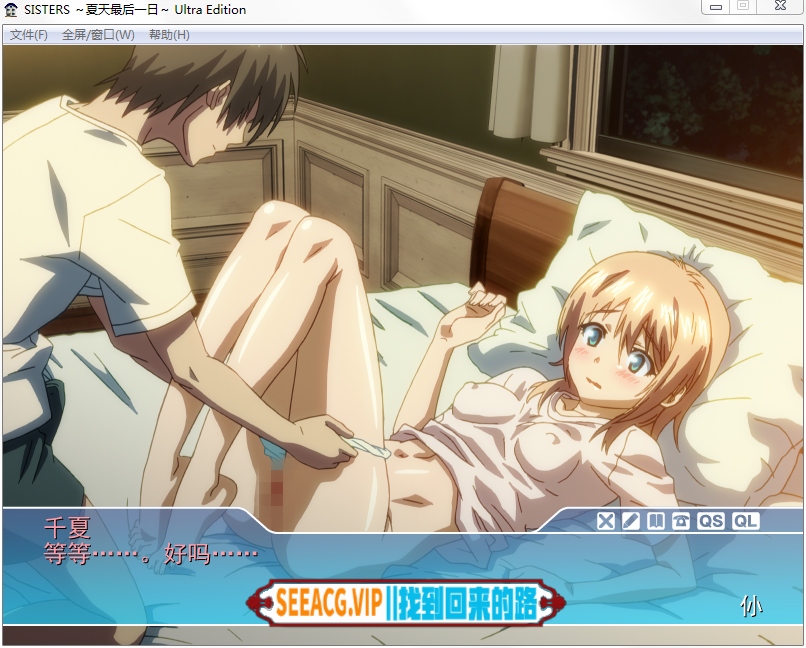 SISTERS ~夏天最后一日~ Ultra Edition
文件(F) 全屏/窗口(W) 帮助(H)
千夏
等等……。好吗……
QS QL
SEEACG.VIP||找到回来的路